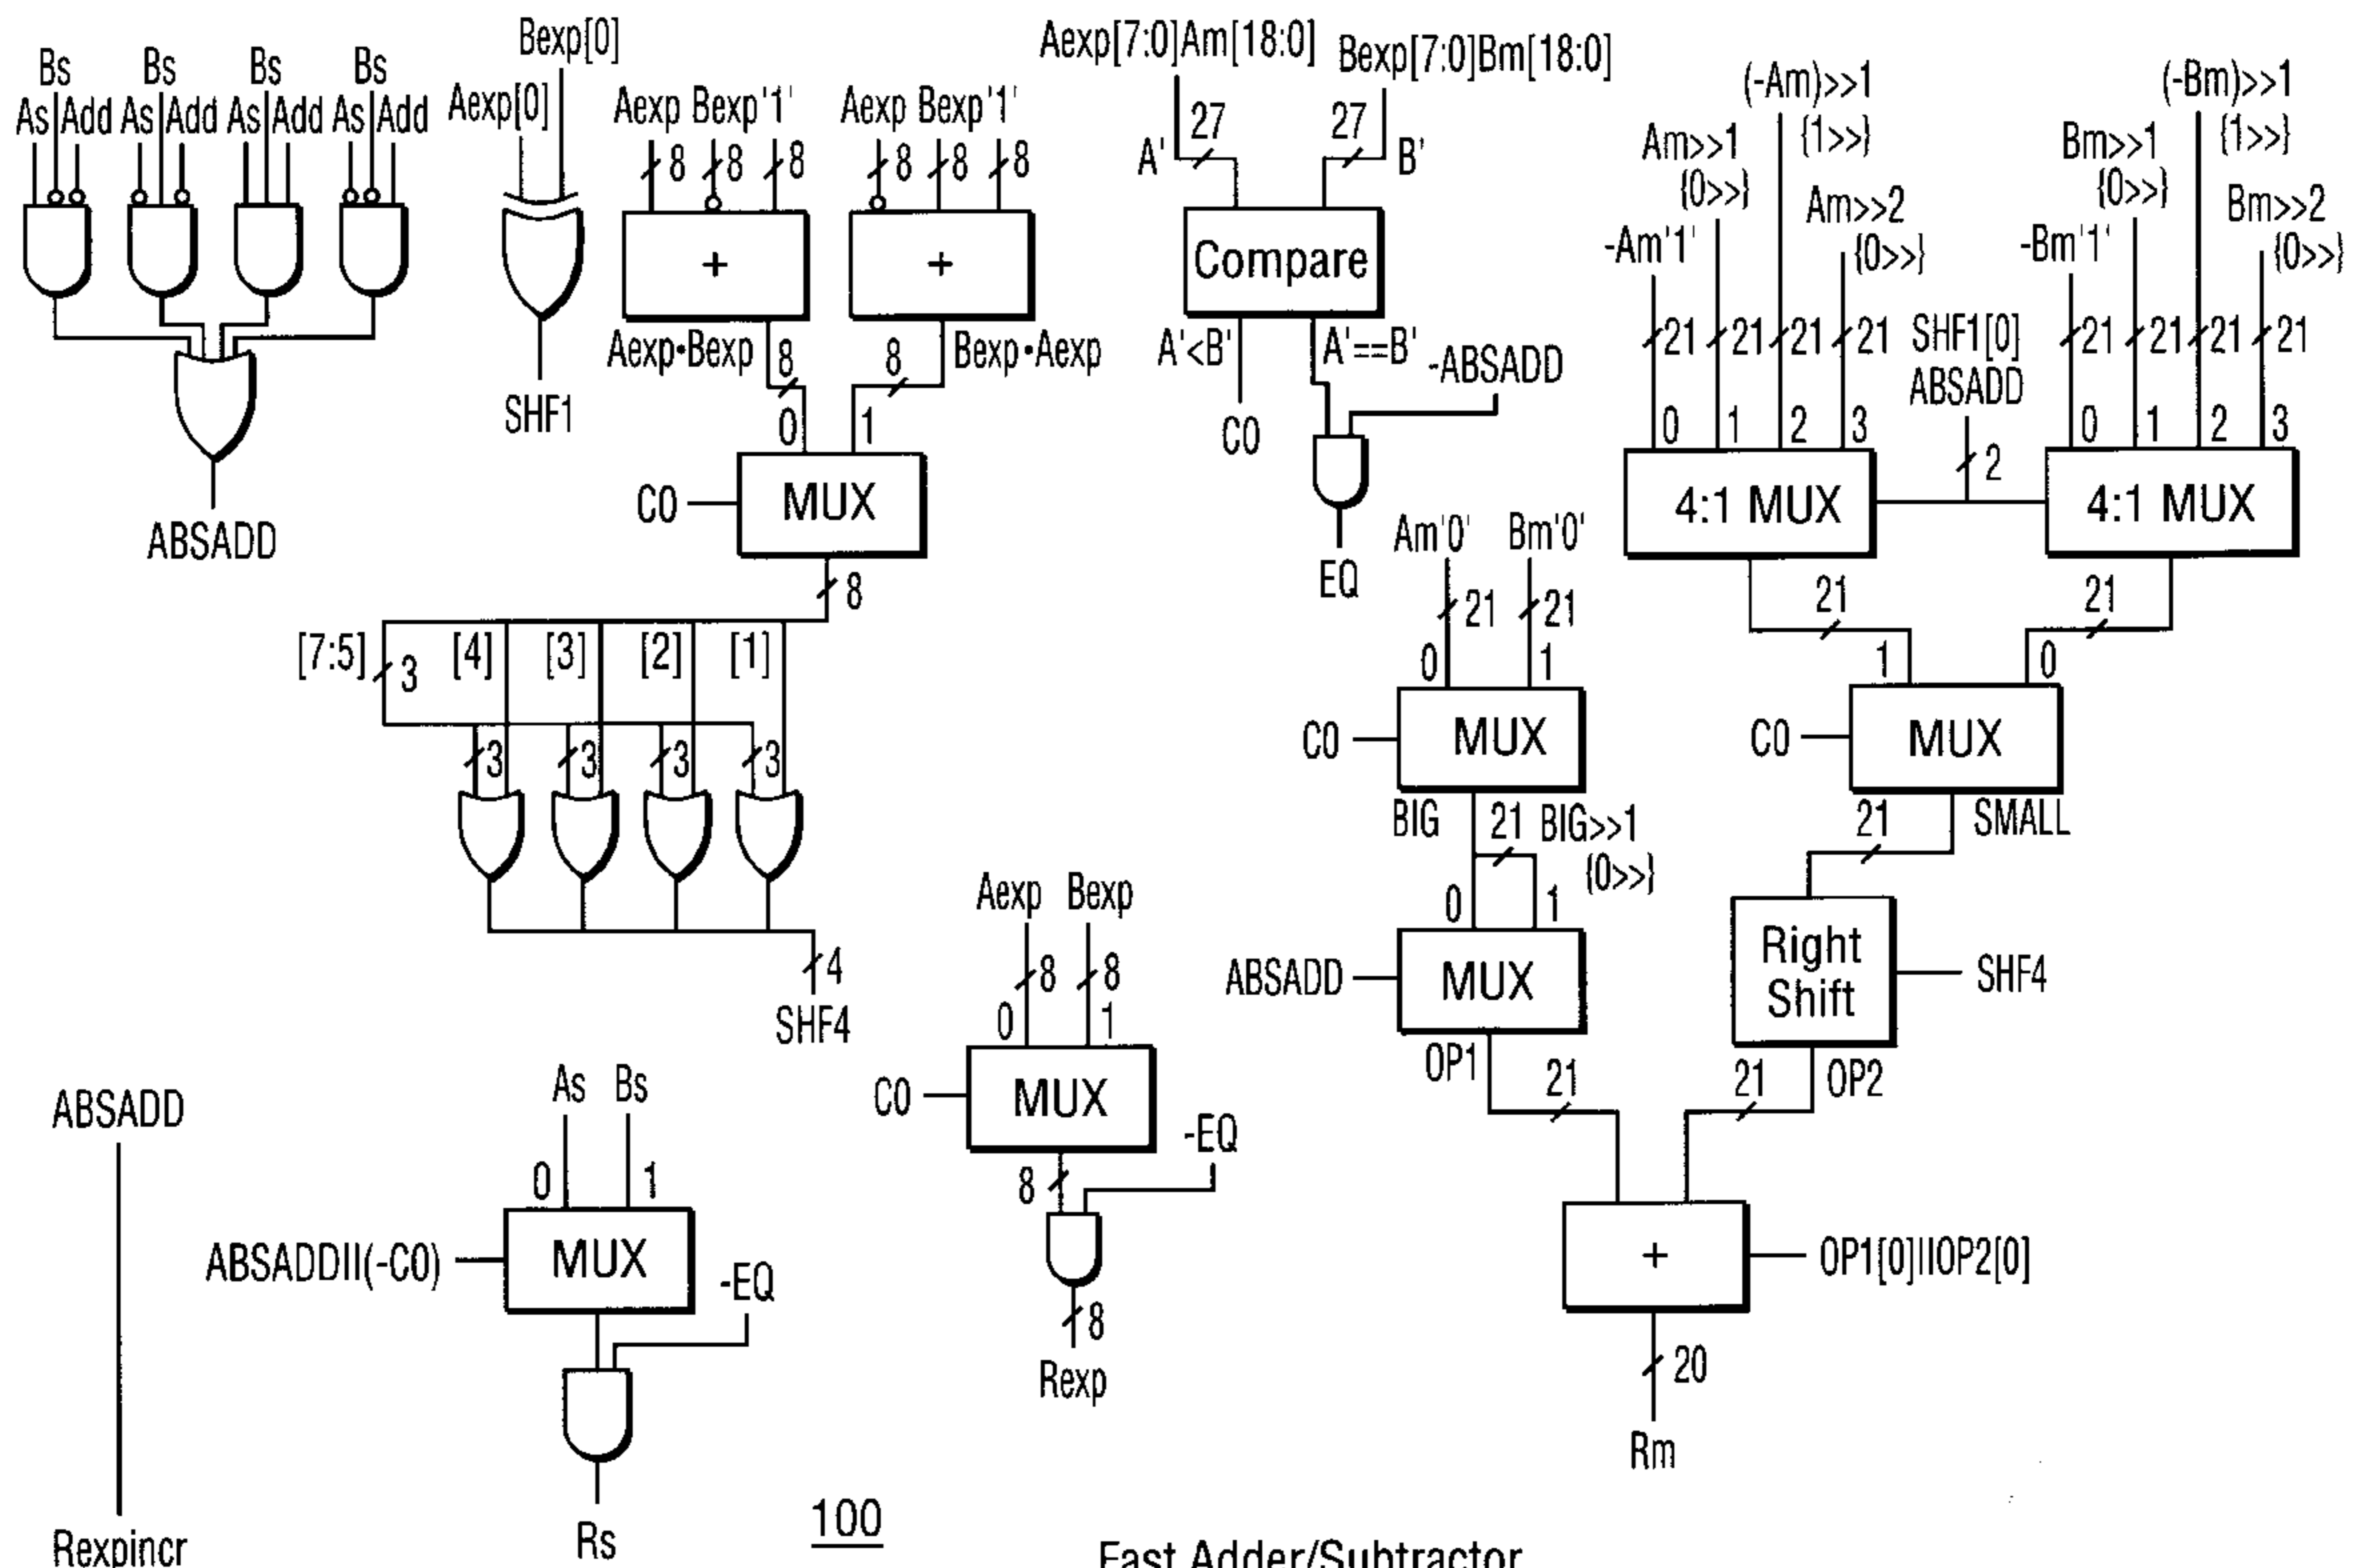 Bs Bs Bs Bs
As Add As Add As Add As Add
ABSADD
Bexp[0]
Aexp[0]
SHF1
Aexp Bexp'1' Aexp Bexp'1'
8 8 8 8 8 8
+ +
Aexp•Bexp Bexp•Aexp
8 8
0 1
C0 MUX
8
[7:5] [4] [3] [2] [1]
3
3 3 3 3
4
SHF4
Aexp[7:0]Am[18:0] Bexp[7:0]Bm[18:0]
27 27
A' B'
Compare
A'<B' A'==B' -ABSADD
C0
EQ
(-Am)>>1 (-Bm)>>1
{1>>} {1>>}
Am>>1 Bm>>1
{0>>} {0>>}
Am>>2 Bm>>2
{0>>} {0>>}
-Am'1' -Bm'1'
21 21 21 21 SHF1[0] 21 21 21 21
ABSADD
0 1 2 3 2 0 1 2 3
4:1 MUX 4:1 MUX
21 21
Am'0' Bm'0'
21 21
0 1 1 0
C0 MUX C0 MUX
BIG 21 BIG>>1 21 SMALL
{0>>}
0 1
ABSADD MUX
Right
Shift
SHF4
OP1 21 21 OP2
+ OP1[0]IIOP2[0]
20
Rm
Aexp Bexp
8 8
0 1
C0 MUX
8 -EQ
8
Rexp
As Bs
0 1
ABSADDII(-C0) MUX -EQ
Rs
ABSADD
Rexpincr
100
Fast Adder/Subtractor